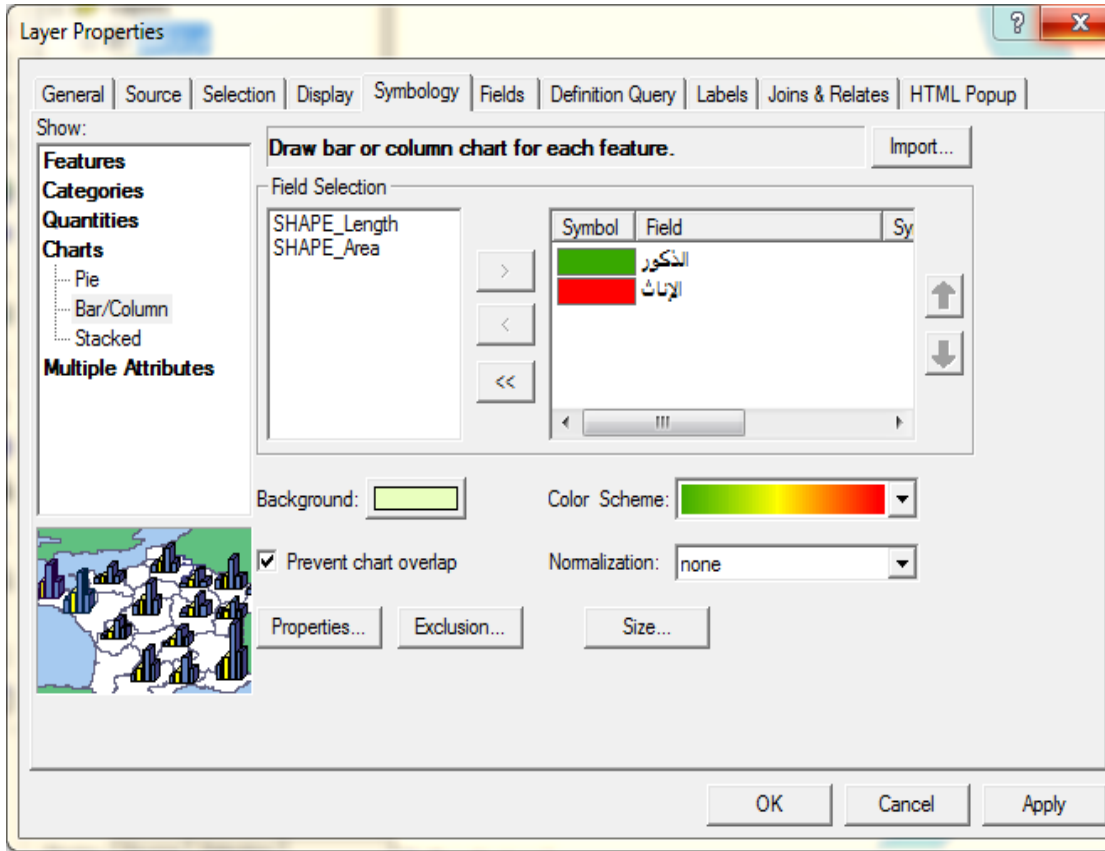 Layer Properties
General Source Selection Display Symbology Fields Definition Query Labels Joins & Relates HTML Popup
Show:
Features
Categories
Quantities
Charts
Pie
Bar/Column
Stacked
Multiple Attributes
Draw bar or column chart for each feature.
Import...
Field Selection
SHAPE_Length
SHAPE_Area
>
<
<<
Symbol Field Sy
الذكور
الإناث
Background:
Color Scheme:
Prevent chart overlap
Normalization: none
Properties... Exclusion... Size...
OK Cancel Apply